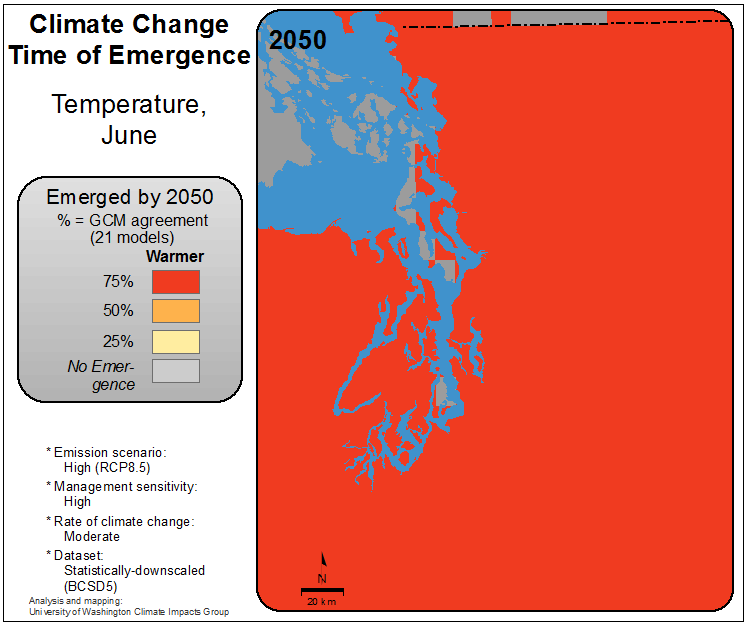 Climate Change
Time of Emergence
Temperature,
June
Emerged by 2050
% = GCM agreement
(21 models)
Warmer
75%
50%
25%
No Emer-
gence
* Emission scenario:
High (RCP8.5)
* Management sensitivity:
High
* Rate of climate change:
Moderate
* Dataset:
Statistically-downscaled
(BCSD5)
Analysis and mapping:
University of Washington Climate Impacts Group
2050
N
20 km